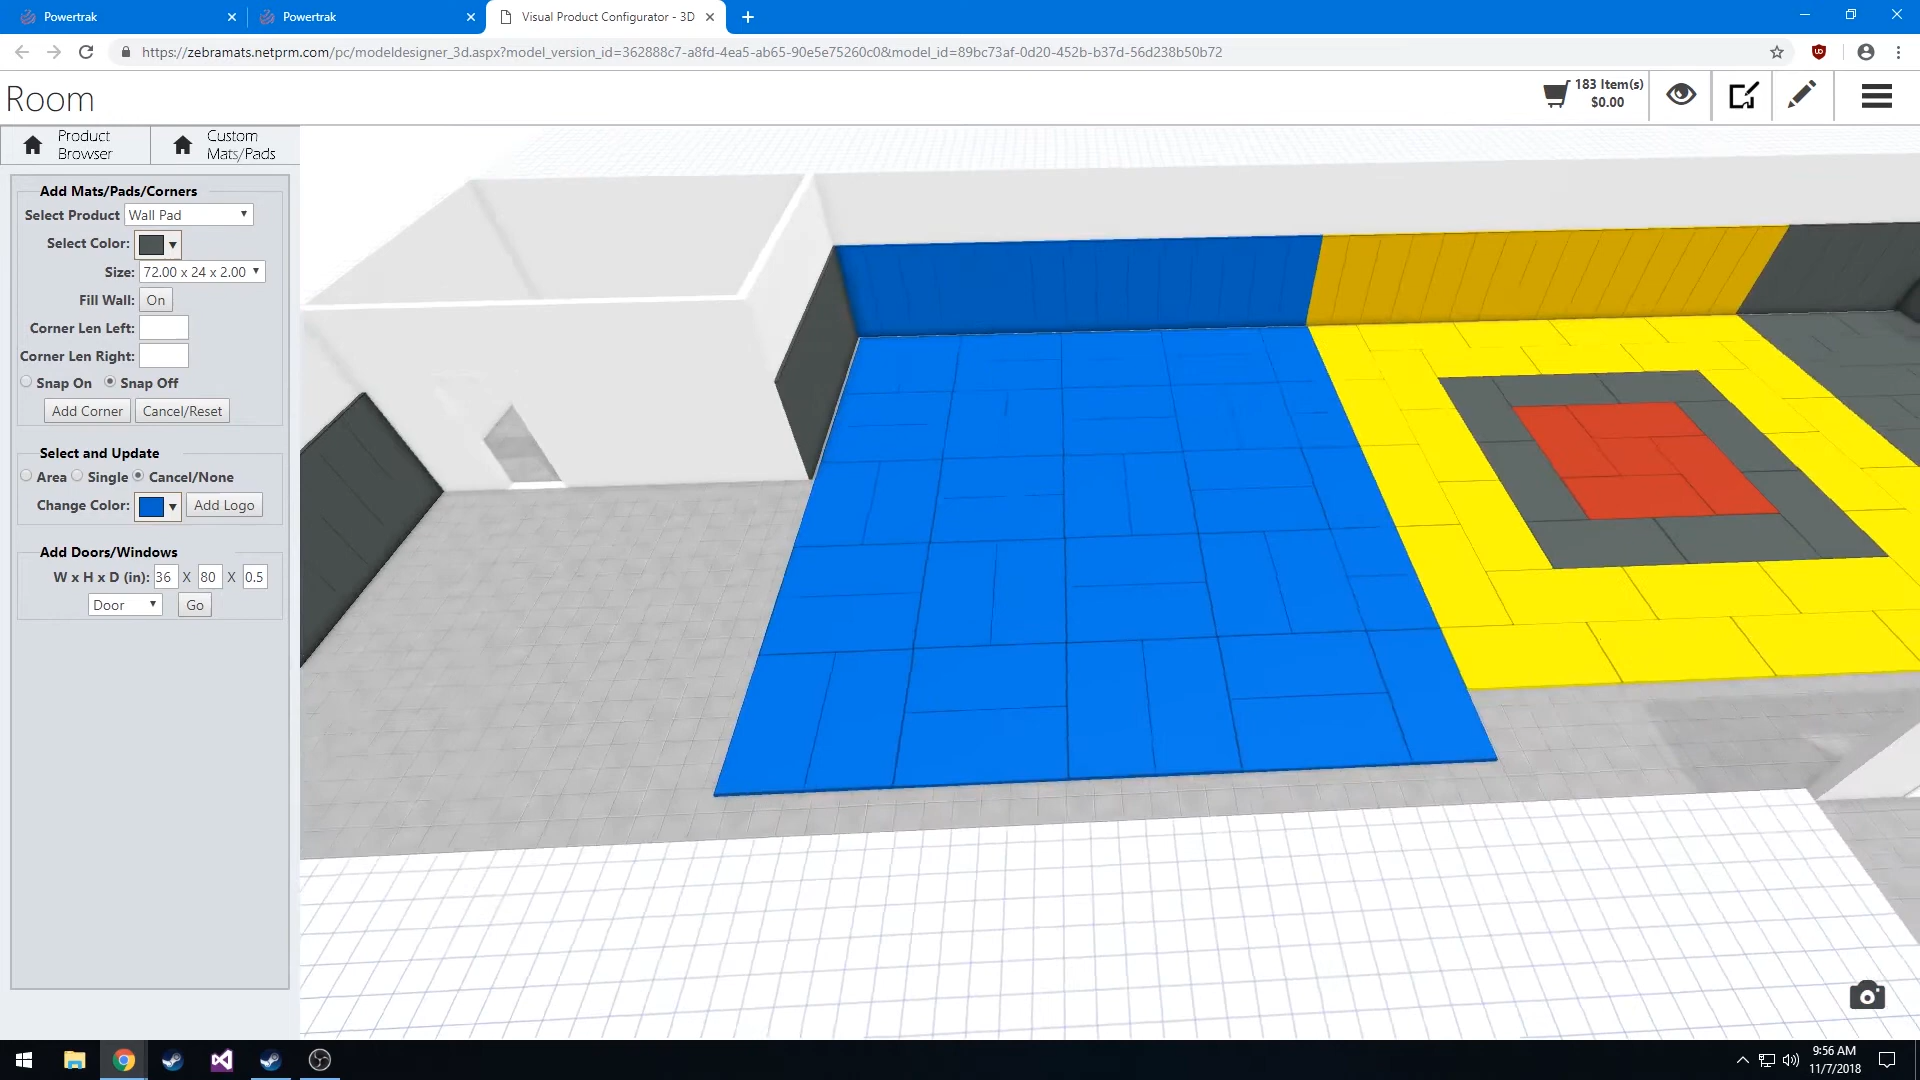 Powertrak
Powertrak
Visual Product Configurator - 3D
https://zebramats.netprm.com/pc/modeldesigner_3d.aspx?model_version_id=362888c7-a8fd-4ea5-ab65-90e5e75260c0&model_id=89bc73af-0d20-452b-b37d-56d238b50b72
Room
183 Item(s)
$0.00
Product
Browser
Custom
Mats/Pads
Add Mats/Pads/Corners
Select Product Wall Pad
Select Color:
Size: 72.00 x 24 x 2.00
Fill Wall: On
Corner Len Left:
Corner Len Right:
Snap On Snap Off
Add Corner Cancel/Reset
Select and Update
Area Single Cancel/None
Change Color: Add Logo
Add Doors/Windows
W x H x D (in): 36 X 80 X 0.5
Door Go
9:56 AM
11/7/2018